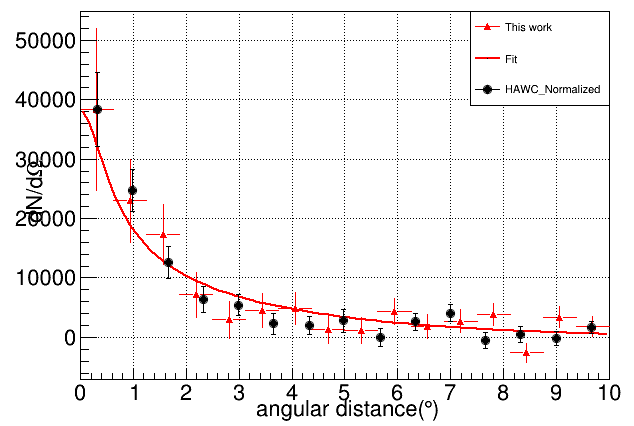 50000
40000
30000
20000
10000
0
dN/dΩ
This work
Fit
HAWC_Normalized
0 1 2 3 4 5 6 7 8 9 10
angular distance(°)